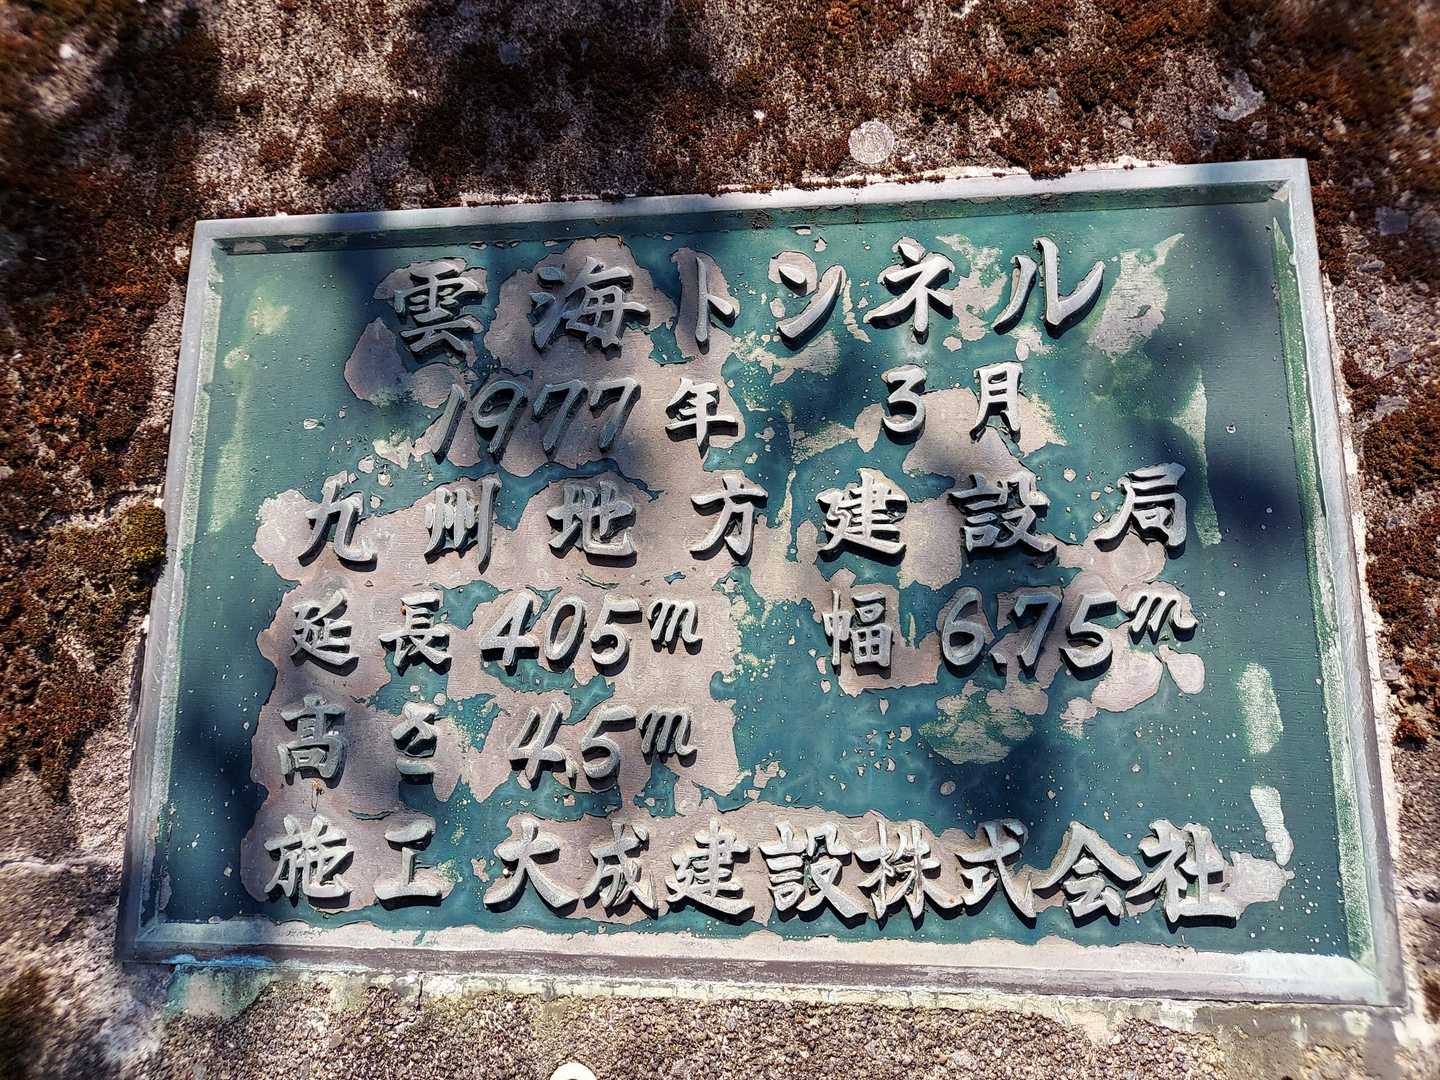 雲海トンネル
1977年 3月
九州地方建設局
延長405m 幅6.75m
高さ4.5m
施工 大成建設株式会社